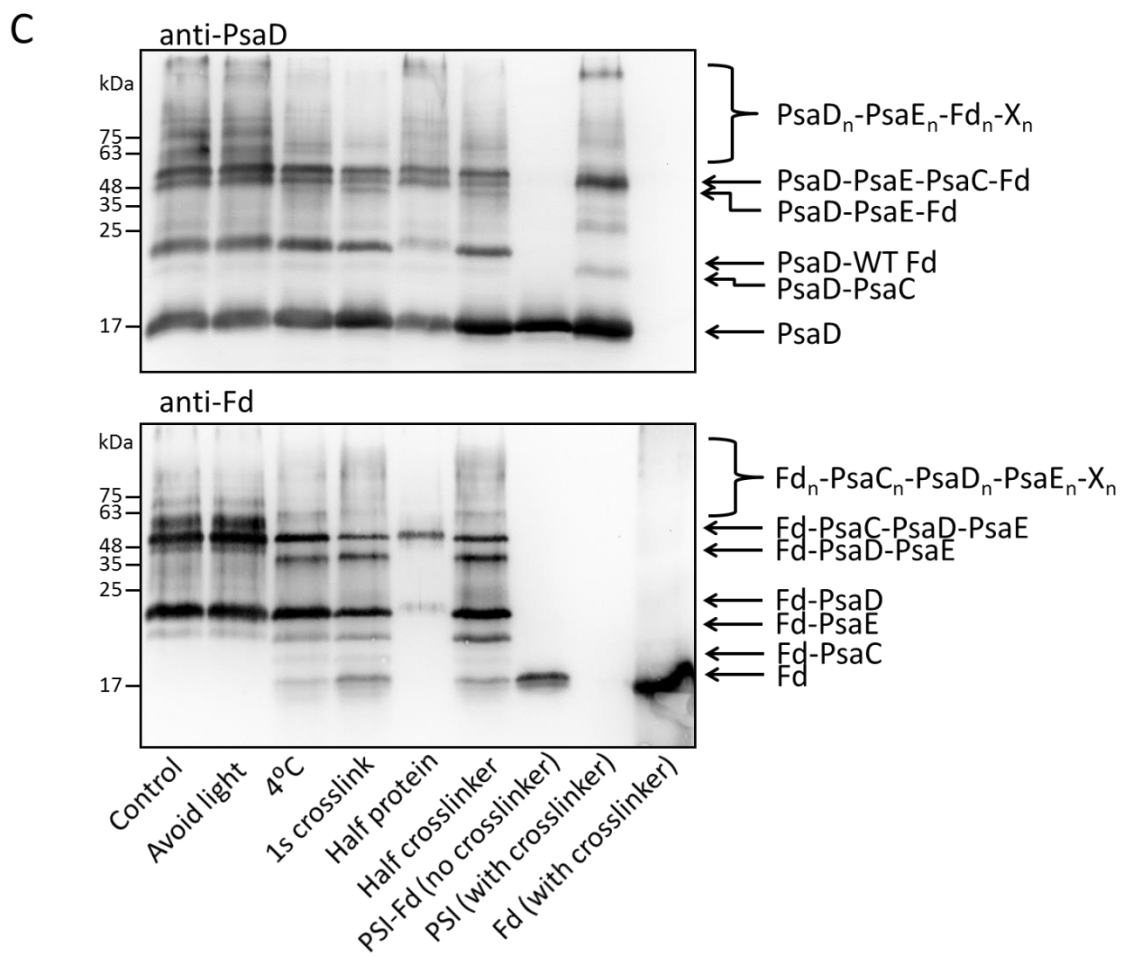 C
anti-PsaD
kDa
75
63
48
35
25
17
PsaDn-PsaEn-Fdn-Xn
PsaD-PsaE-PsaC-Fd
PsaD-PsaE-Fd
PsaD-WT Fd
PsaD-PsaC
PsaD
anti-Fd
kDa
75
63
48
35
25
17
Fdn-PsaCn-PsaDn-PsaEn-Xn
Fd-PsaC-PsaD-PsaE
Fd-PsaD-PsaE
Fd-PsaD
Fd-PsaE
Fd-PsaC
Fd
Control
Avoid light
4°C
1s crosslink
Half protein
Half crosslinker
PSI-Fd (no crosslinker)
PSI (with crosslinker)
Fd (with crosslinker)